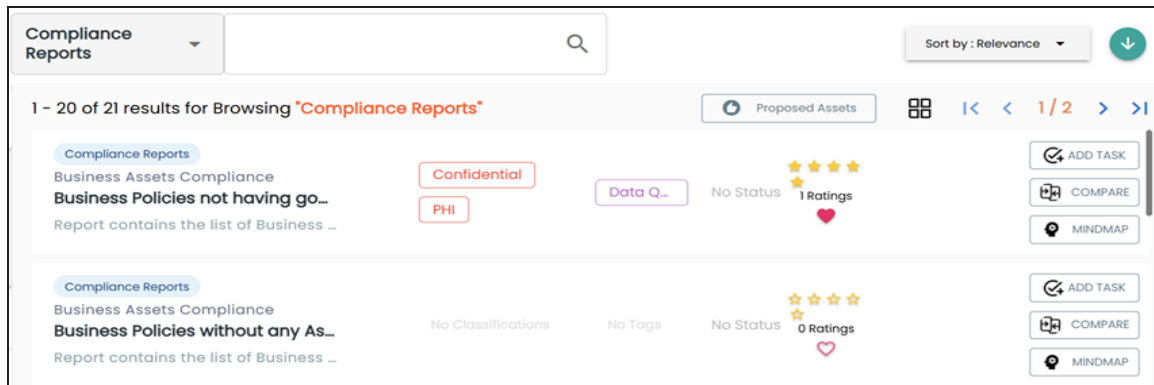 Compliance
Reports
Sort by : Relevance
1 - 20 of 21 results for Browsing "Compliance Reports"
Proposed Assets
1 / 2
Compliance Reports
Business Assets Compliance
Business Policies not having go...
Report contains the list of Business ...
Confidential
PHI
Data Q...
No Status
1 Ratings
ADD TASK
COMPARE
MINDMAP
Compliance Reports
Business Assets Compliance
Business Policies without any As...
Report contains the list of Business ...
No Classifications
No Tags
No Status
0 Ratings
ADD TASK
COMPARE
MINDMAP